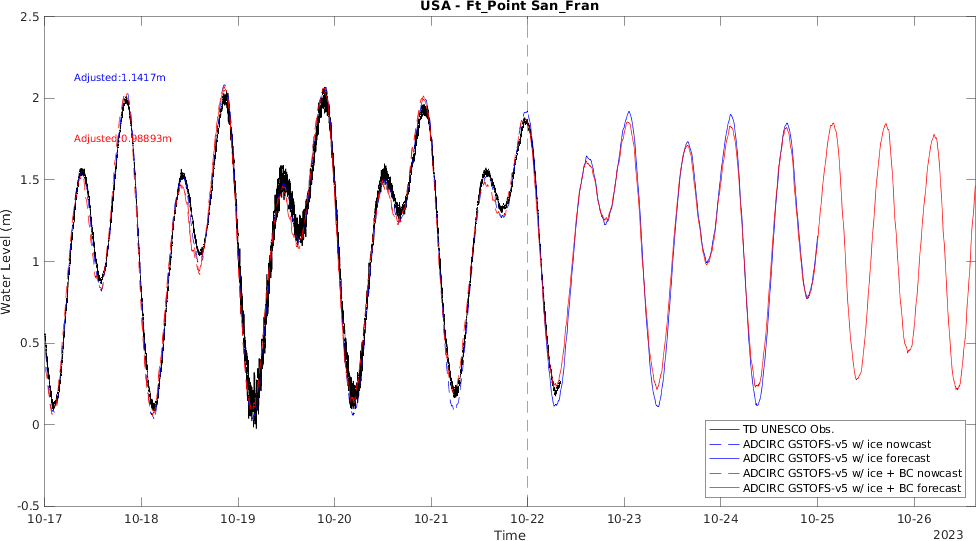 USA - Ft_Point San_Fran
2.5
2
1.5
1
0.5
0
-0.5
Water Level (m)
Adjusted:1.1417m
Adjusted:0.98893m
TD UNESCO Obs.
ADCIRC GSTOFS-v5 w/ ice nowcast
ADCIRC GSTOFS-v5 w/ ice forecast
ADCIRC GSTOFS-v5 w/ ice + BC nowcast
ADCIRC GSTOFS-v5 w/ ice + BC forecast
10-17 10-18 10-19 10-20 10-21 10-22 10-23 10-24 10-25 10-26
Time
2023